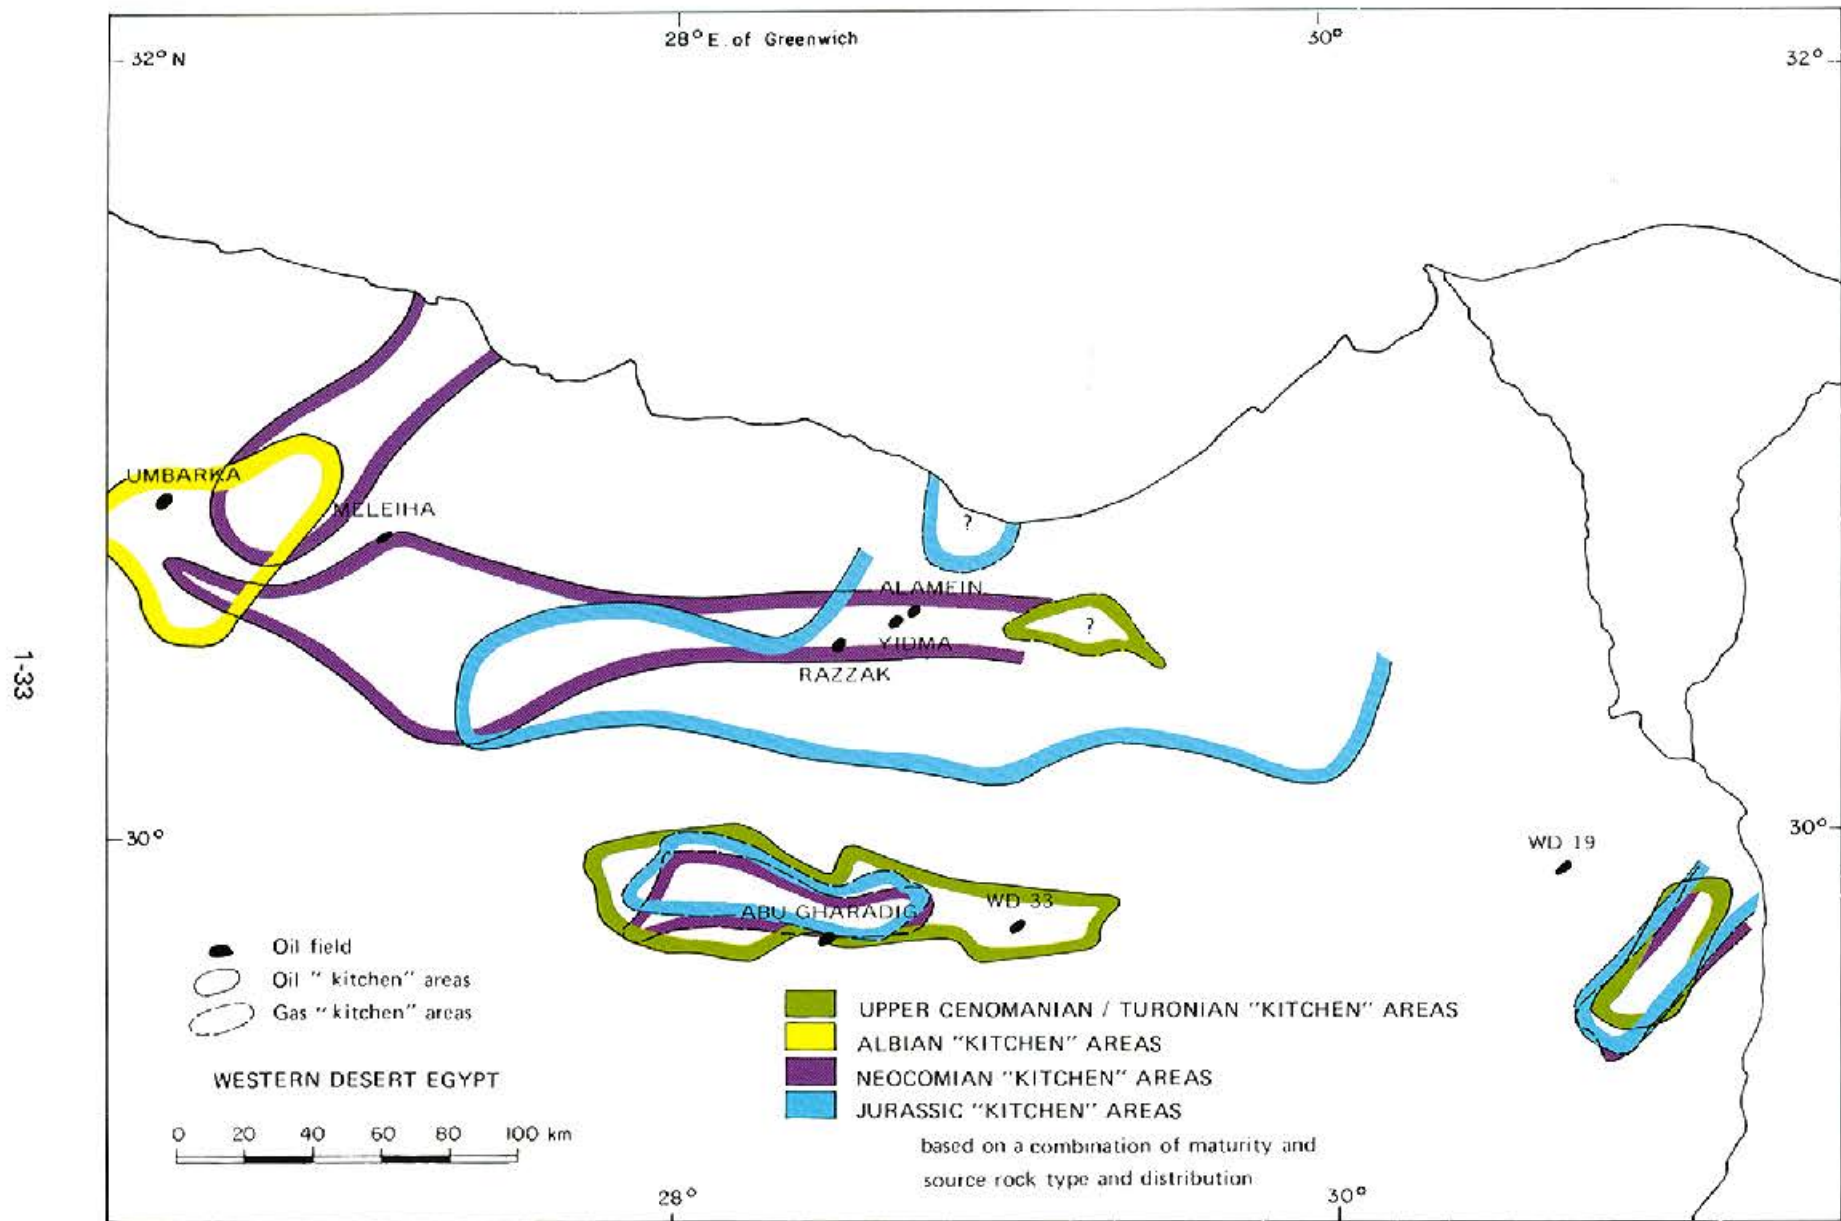 28° E. of Greenwich
30°
32° N
32°
UMBARKA
MELEIHA
?
ALAMEIN
?
YIDMA
RAZZAK
1-33
30°
30°
WD 19
WD 33
ABU GHARADIG
Oil field
Oil "kitchen" areas
Gas "kitchen" areas
UPPER CENOMANIAN / TURONIAN "KITCHEN" AREAS
ALBIAN "KITCHEN" AREAS
NEOCOMIAN "KITCHEN" AREAS
JURASSIC "KITCHEN" AREAS
based on a combination of maturity and
source rock type and distribution
WESTERN DESERT EGYPT
0 20 40 60 80 100 km
28°
30°